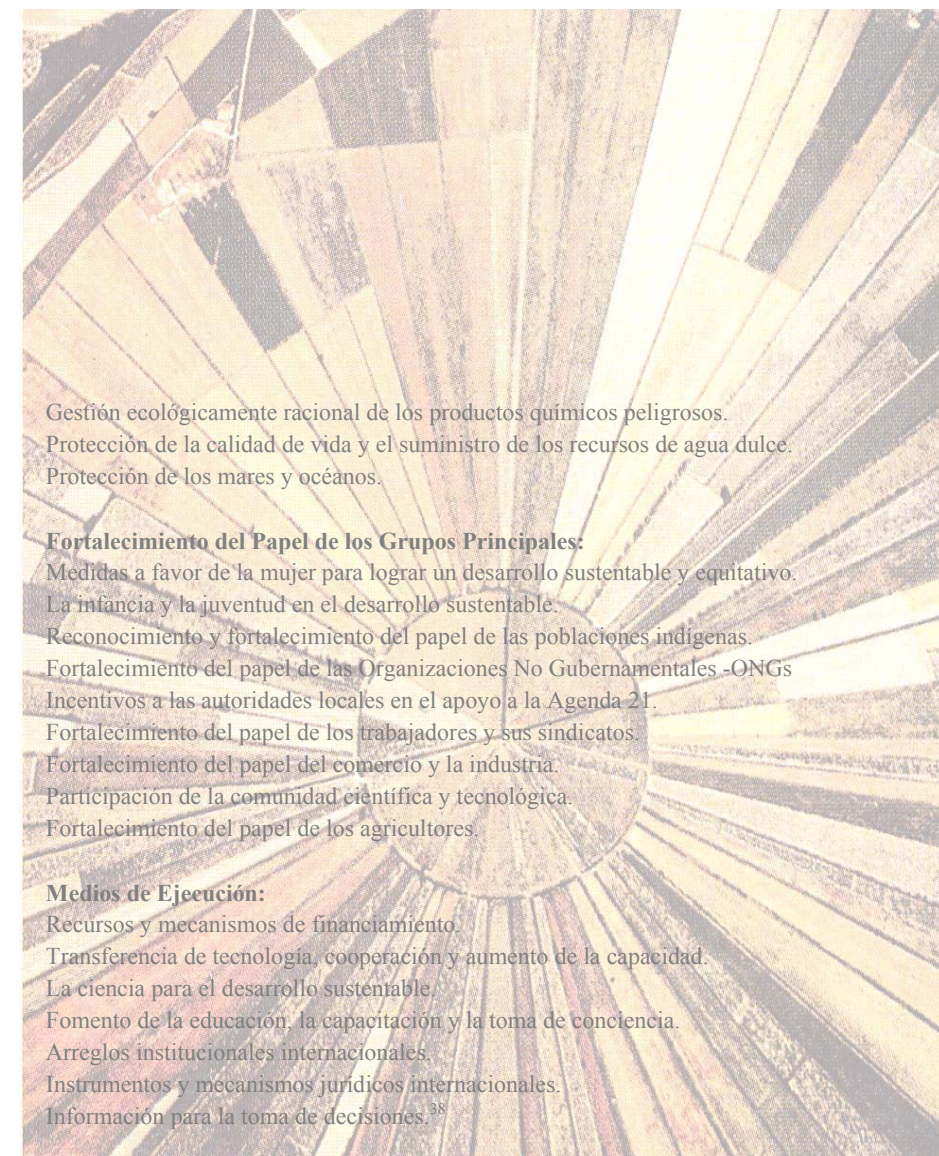 Gestión ecológicamente racional de los productos químicos peligrosos.
Protección de la calidad de vida y el suministro de los recursos de agua dulce.
Protección de los mares y océanos.
Fortalecimiento del Papel de los Grupos Principales:
Medidas a favor de la mujer para lograr un desarrollo sustentable y equitativo.
La infancia y la juventud en el desarrollo sustentable.
Reconocimiento y fortalecimiento del papel de las poblaciones indígenas.
Fortalecimiento del papel de las Organizaciones No Gubernamentales -ONGs
Incentivos a las autoridades locales en el apoyo a la Agenda 21.
Fortalecimiento del papel de los trabajadores y sus sindicatos.
Fortalecimiento del papel del comercio y la industria.
Participación de la comunidad científica y tecnológica.
Fortalecimiento del papel de los agricultores.
Medios de Ejecución:
Recursos y mecanismos de financiamiento.
Transferencia de tecnología, cooperación y aumento de la capacidad.
La ciencia para el desarrollo sustentable.
Fomento de la educación, la capacitación y la toma de conciencia.
Arreglos institucionales internacionales.
Instrumentos y mecanismos jurídicos internacionales.
Información para la toma de decisiones.38